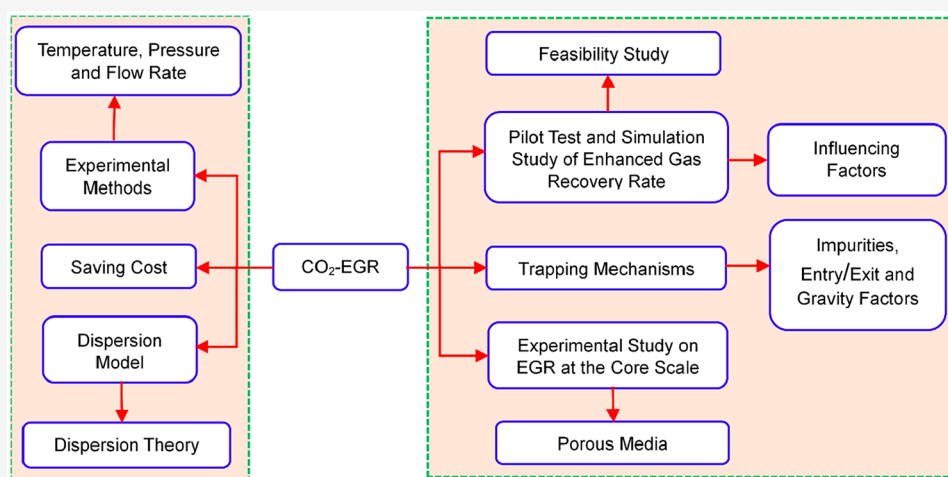 Temperature, Pressure
and Flow Rate
Experimental
Methods
Saving Cost
Dispersion
Model
Dispersion Theory
CO₂-EGR
Feasibility Study
Pilot Test and Simulation
Study of Enhanced Gas
Recovery Rate
Influencing
Factors
Trapping Mechanisms
Impurities,
Entry/Exit and
Gravity Factors
Experimental Study on
EGR at the Core Scale
Porous Media